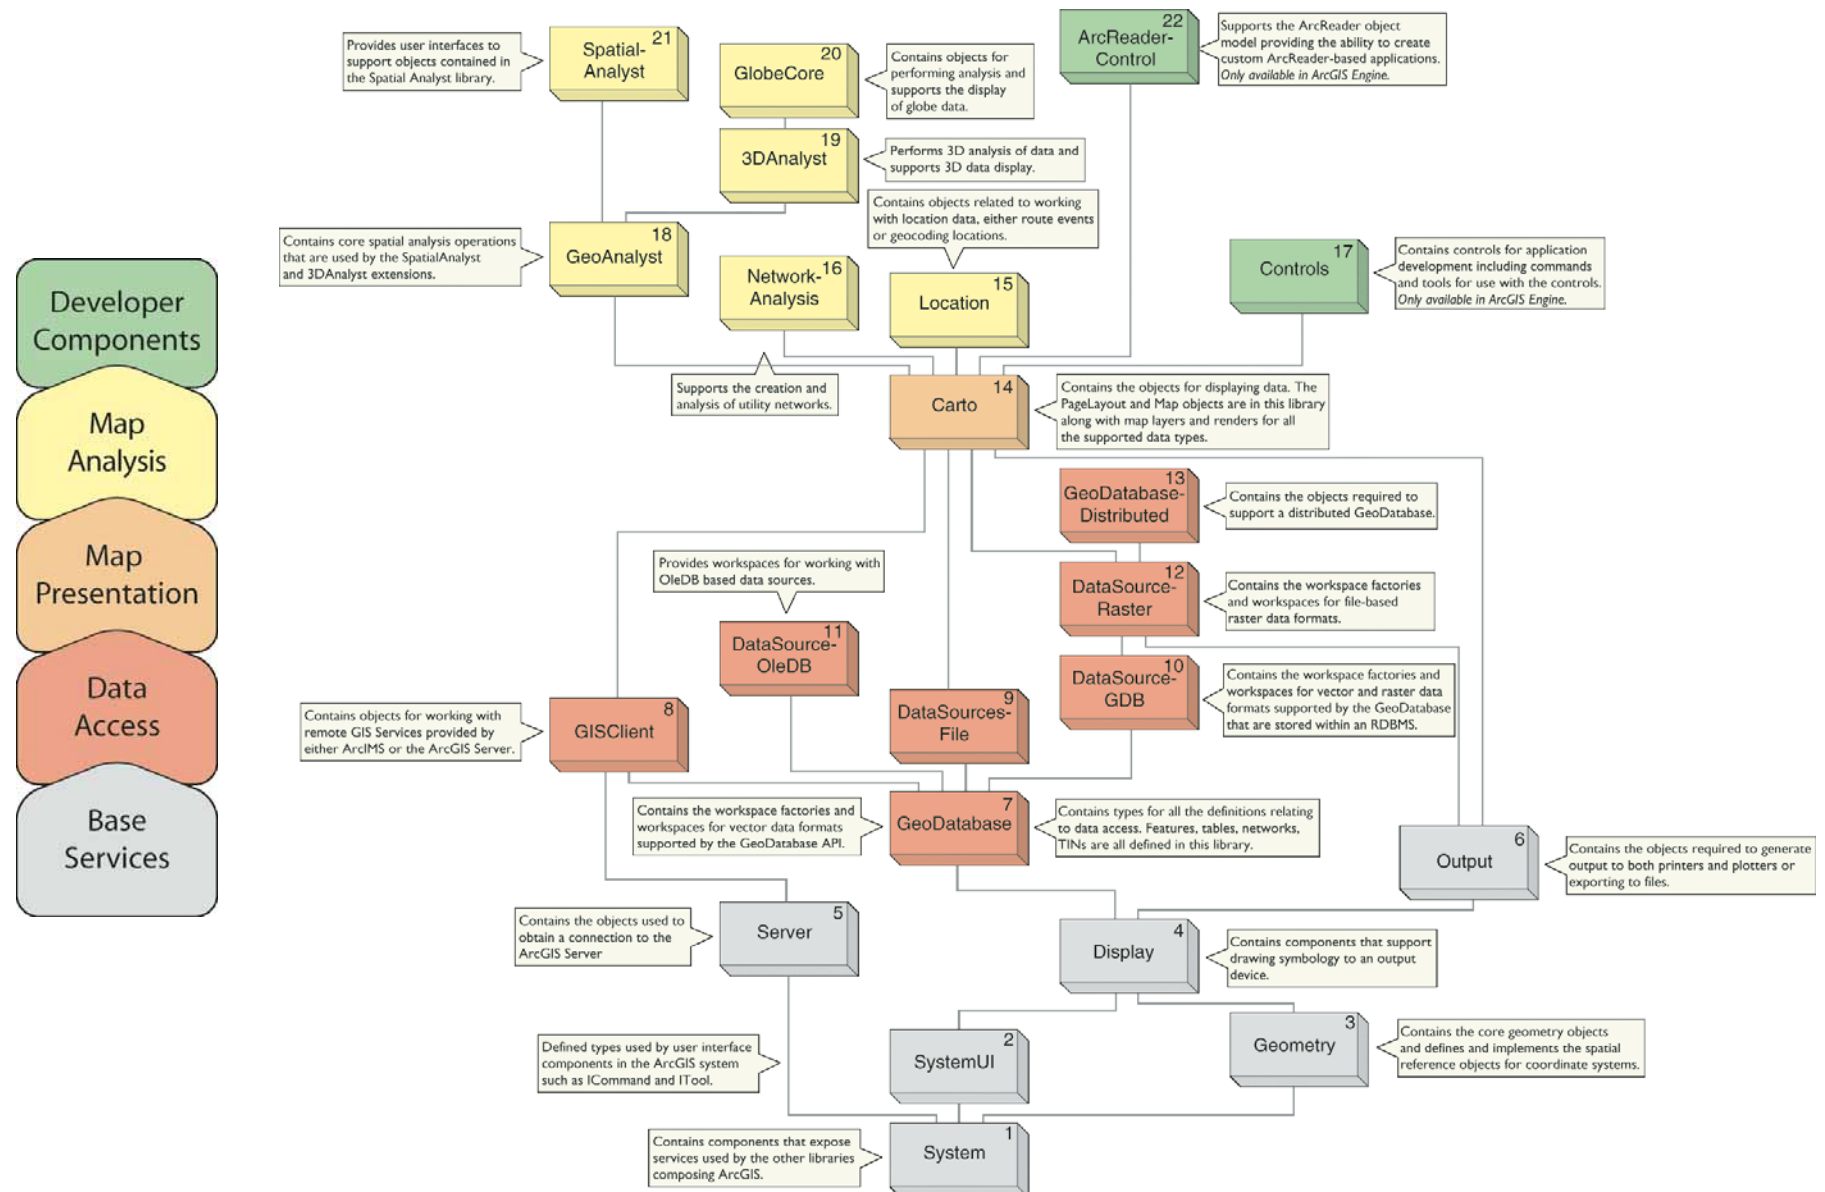 Provides user interfaces to
support objects contained in
the Spatial Analyst library.
21
Spatial-
Analyst
20
GlobeCore
Contains objects for
performing analysis and
supports the display
of globe data.
22
ArcReader-
Control
Supports the ArcReader object
model providing the ability to create
custom ArcReader-based applications.
Only available in ArcGIS Engine.
19
3DAnalyst
Performs 3D analysis of data and
supports 3D data display.
Contains objects related to working
with location data, either route events
or geocoding locations.
Contains core spatial analysis operations
that are used by the SpatialAnalyst
and 3DAnalyst extensions.
18
GeoAnalyst
16
Network-
Analysis
15
Location
17
Controls
Contains controls for application
development including commands
and tools for use with the controls.
Only available in ArcGIS Engine.
Supports the creation and
analysis of utility networks.
14
Carto
Contains the objects for displaying data. The
PageLayout and Map objects are in this library
along with map layers and renders for all
the supported data types.
13
GeoDatabase-
Distributed
Contains the objects required to
support a distributed GeoDatabase.
Provides workspaces for working with
OleDB based data sources.
12
DataSource-
Raster
Contains the workspace factories
and workspaces for file-based
raster data formats.
11
DataSource-
OleDB
10
DataSource-
GDB
Contains the workspace factories and
workspaces for vector and raster data
formats supported by the GeoDatabase
that are stored within an RDBMS.
Contains objects for working with
remote GIS Services provided by
either ArcIMS or the ArcGIS Server.
8
GISClient
9
DataSources-
File
Contains the workspace factories and
workspaces for vector data formats
supported by the GeoDatabase API.
7
GeoDatabase
Contains types for all the definitions relating
to data access. Features, tables, networks,
TINs are all defined in this library.
6
Output
Contains the objects required to generate
output to both printers and plotters or
exporting to files.
Contains the objects used to
obtain a connection to the
ArcGIS Server
5
Server
4
Display
Contains components that support
drawing symbology to an output
device.
Defined types used by user interface
components in the ArcGIS system
such as ICommand and ITool.
2
SystemUI
3
Geometry
Contains the core geometry objects
and defines and implements the spatial
reference objects for coordinate systems.
Contains components that expose
services used by the other libraries
composing ArcGIS.
1
System
Developer
Components
Map
Analysis
Map
Presentation
Data
Access
Base
Services